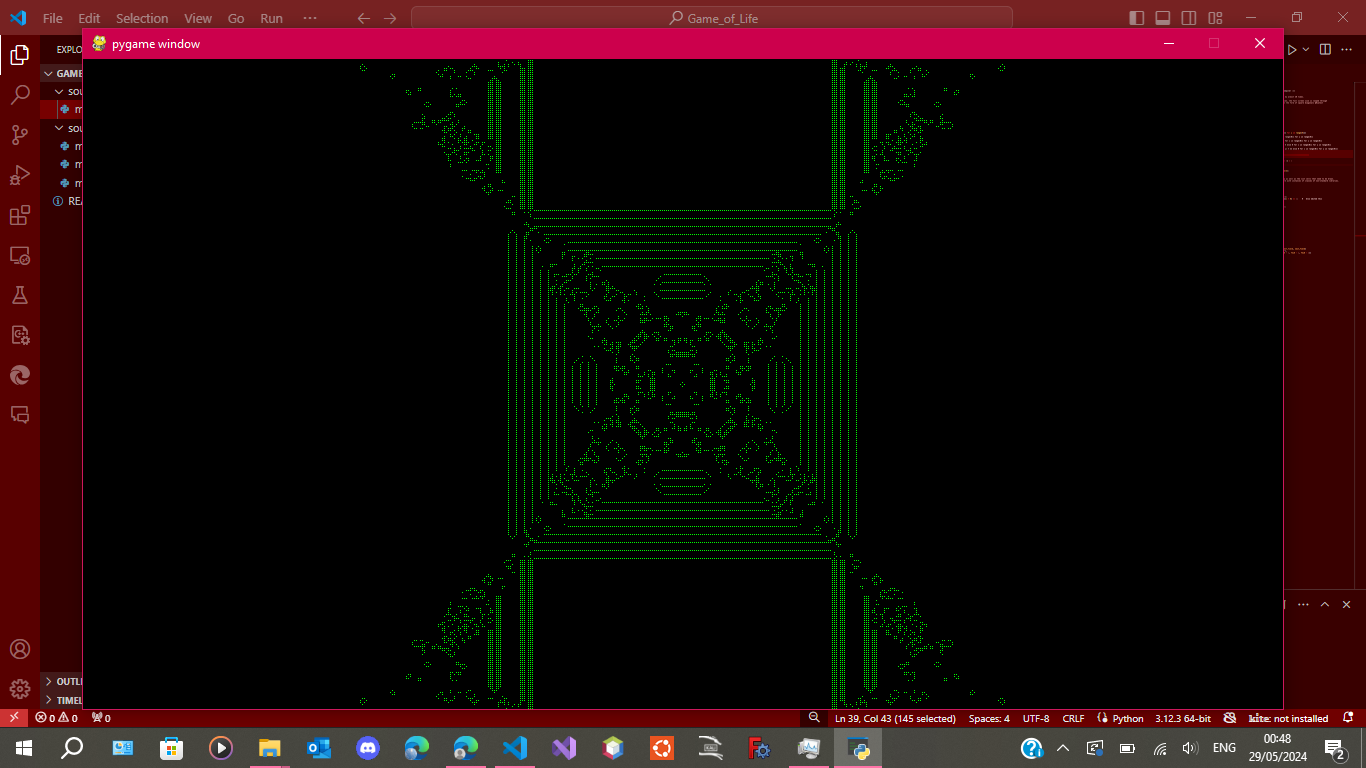 File Edit Selection View Go Run ··· Game_of_Life
pygame window
EXPLO
GAME
sou
m
sou
m
m
m
REA
OUTLI
TIMEL
0 0 0 Ln 39, Col 43 (145 selected) Spaces: 4 UTF-8 CRLF Python 3.12.3 64-bit kite: not installed
ENG 00:48
29/05/2024 2